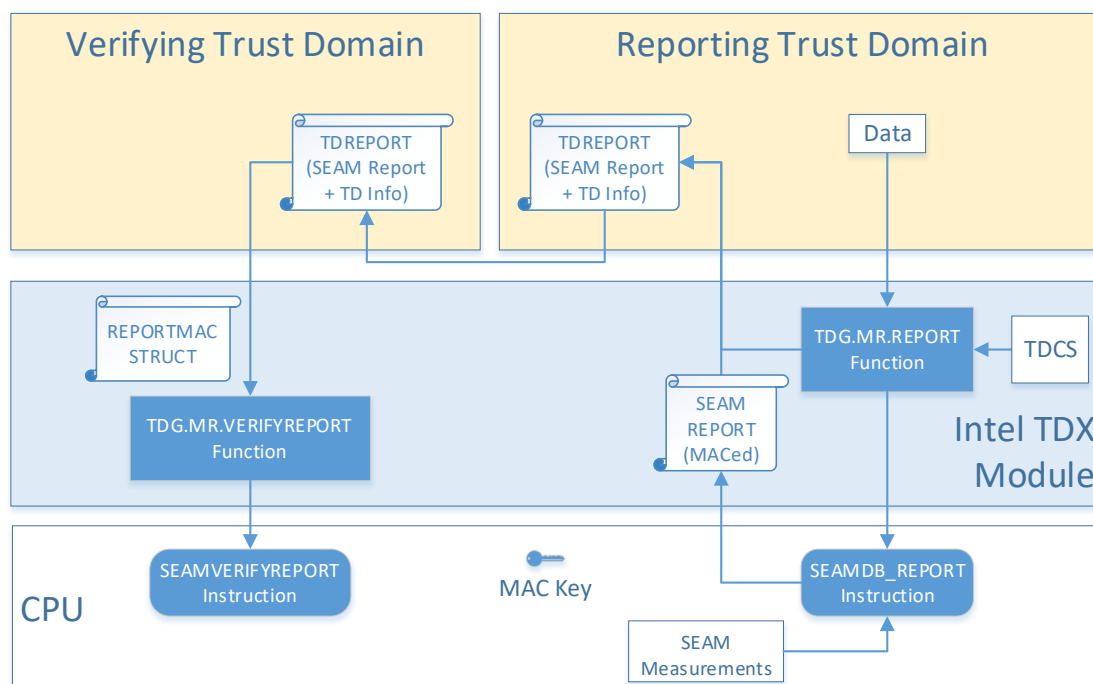 Verifying Trust Domain
Reporting Trust Domain
TDREPORT
(SEAM Report
+ TD Info)
TDREPORT
(SEAM Report
+ TD Info)
Data
REPORTMAC
STRUCT
TDG.MR.REPORT
Function
TDCS
TDG.MR.VERIFYREPORT
Function
SEAM
REPORT
(MACed)
Intel TDX
Module
SEAMVERIFYREPORT
Instruction
MAC Key
SEAMDB_REPORT
Instruction
CPU
SEAM
Measurements